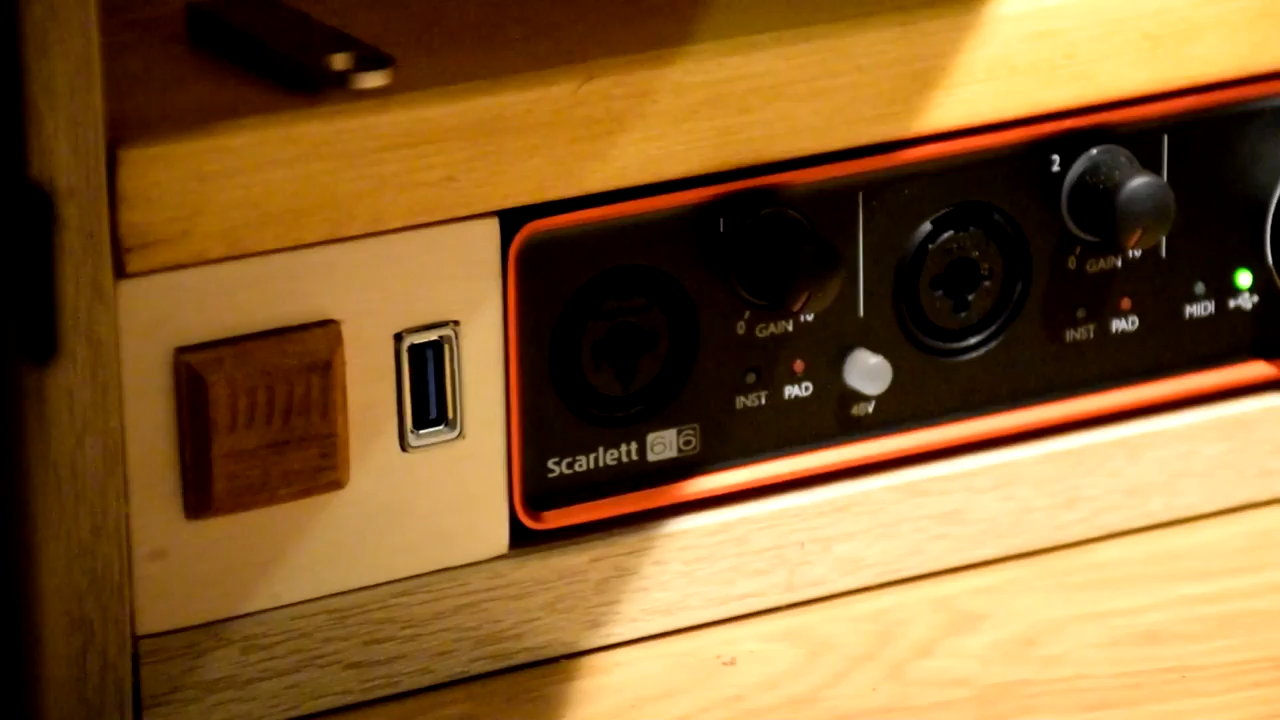 2
0 GAIN 10
INST PAD MIDI
0 GAIN 10
INST PAD
48V
Scarlett 6i6